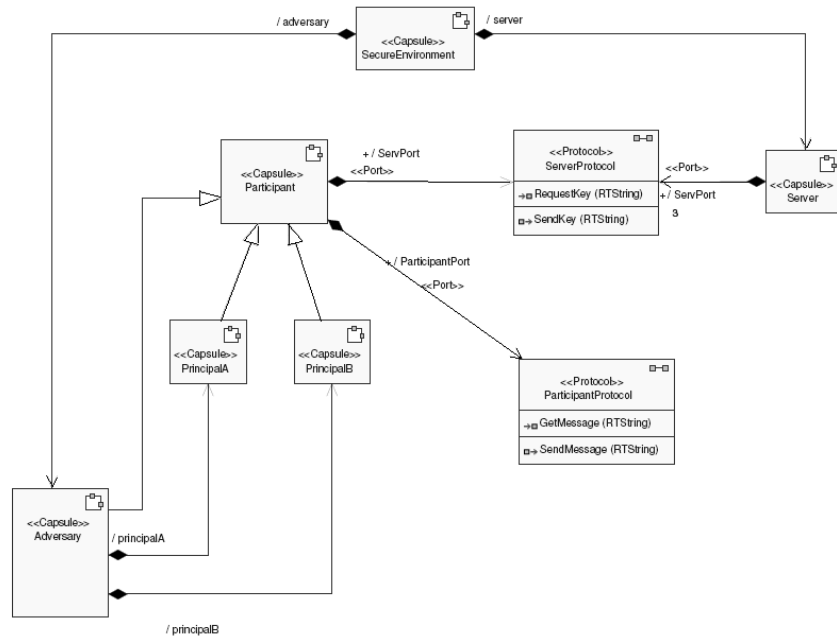 / adversary
/ server
<<Capsule>>
SecureEnvironment
<<Capsule>>
Participant
+ / ServPort
<<Port>>
<<Protocol>>
ServerProtocol
RequestKey (RTString)
SendKey (RTString)
<<Port>>
+ / ServPort
3
<<Capsule>>
Server
+ / ParticipantPort
<<Port>>
<<Capsule>>
PrincipalA
<<Capsule>>
PrincipalB
<<Protocol>>
ParticipantProtocol
GetMessage (RTString)
SendMessage (RTString)
<<Capsule>>
Adversary
/ principalA
/ principalB